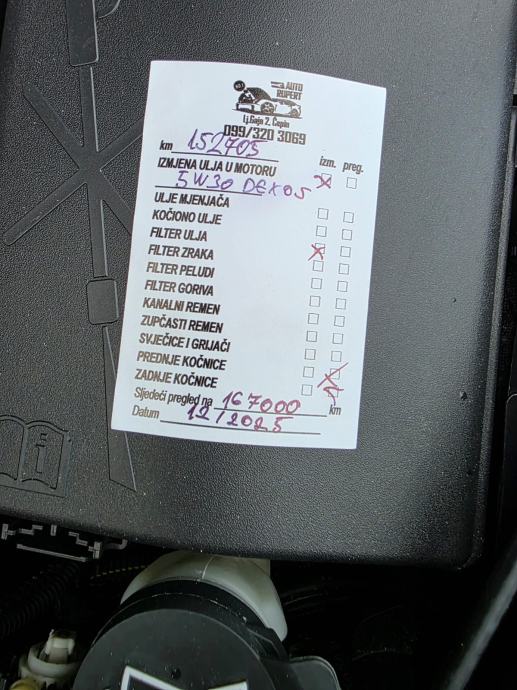 AUTO
RUPERT
Lj.Gaja 2, Čepin
099/320 3069
km 152705
izm. preg.
IZMJENA ULJA U MOTORU
5W30 DEXOS
ULJE MJENJAČA
KOČIONO ULJE
FILTER ULJA
FILTER ZRAKA
FILTER PELUDI
FILTER GORIVA
KANALNI REMEN
ZUPČASTI REMEN
SVJEĆICE I GRIJAČI
PREDNJE KOČNICE
ZADNJE KOČNICE
Sljedeći pregled na 167000 km
Datum 12/2025